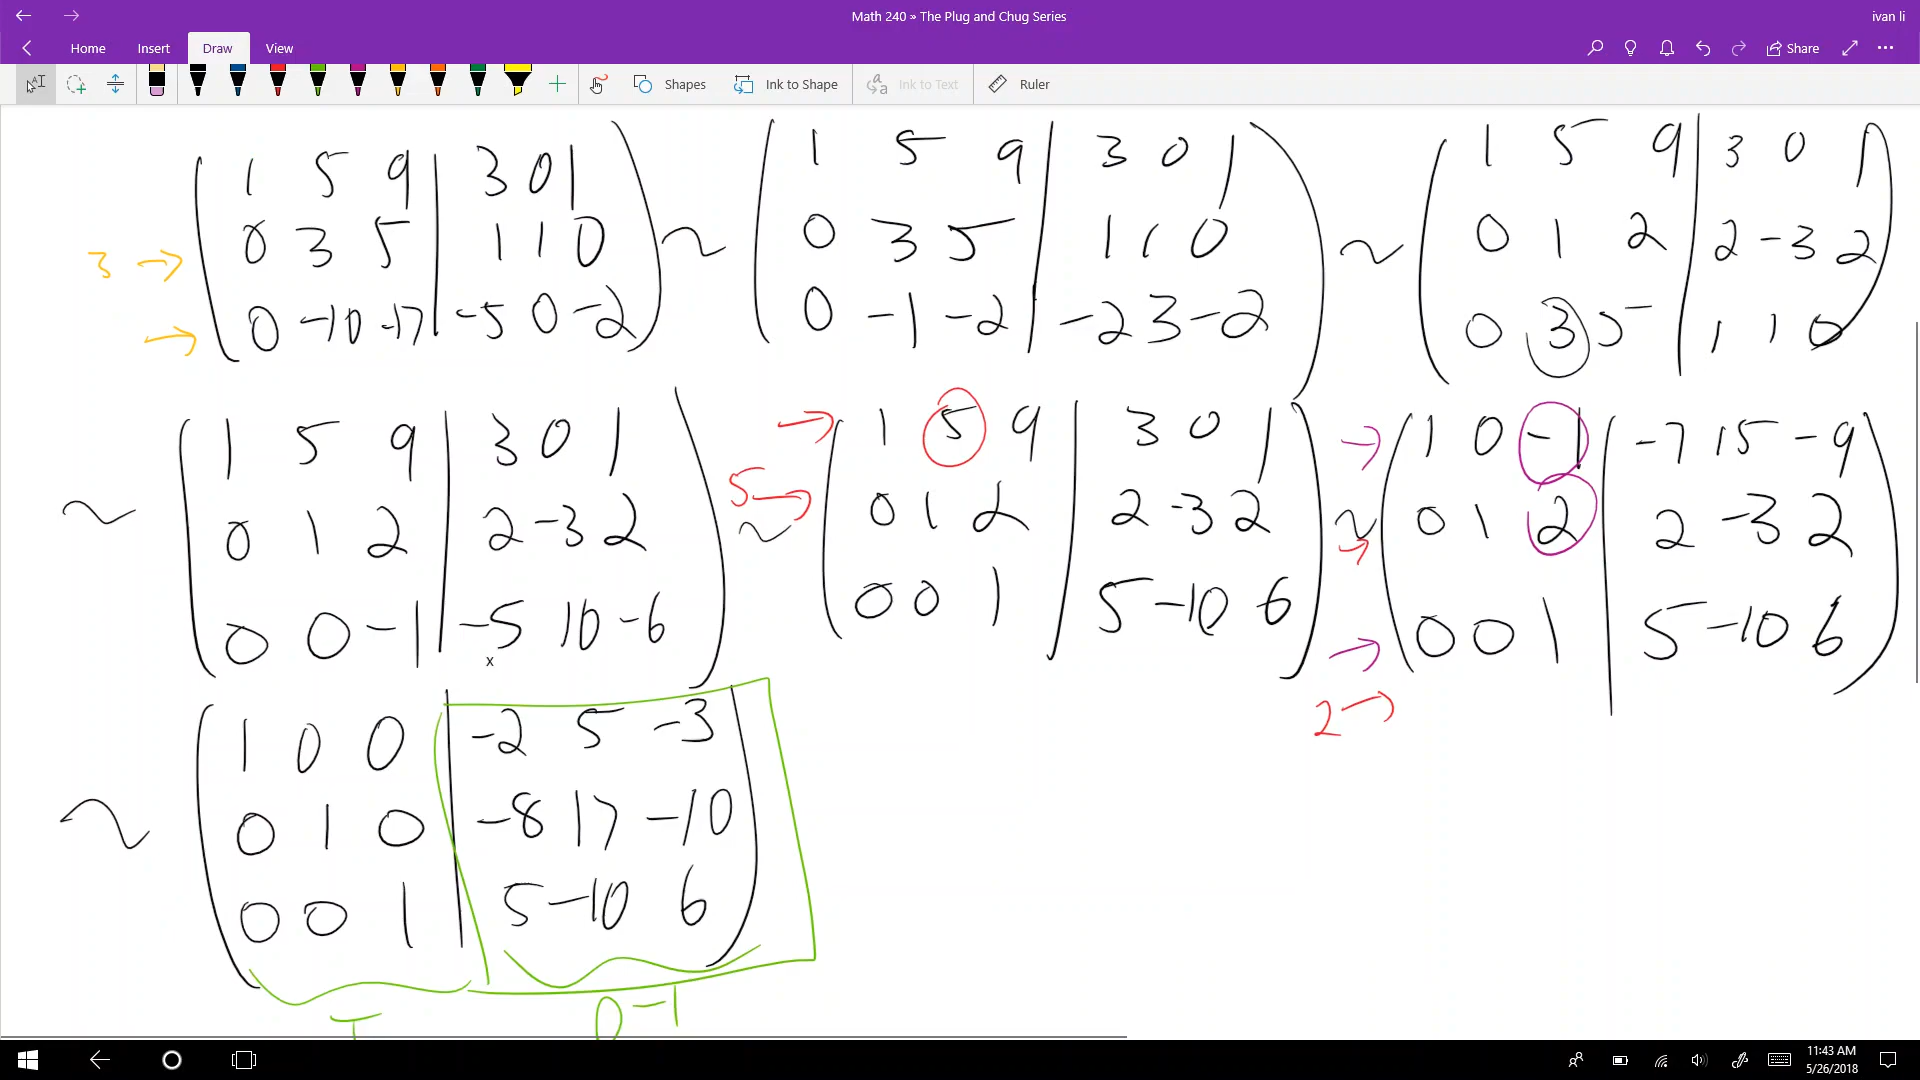 Math 240 » The Plug and Chug Series
ivan li
Home Insert Draw View
Share
Shapes Ink to Shape Ink to Text Ruler
1 5 9 | 3 0 1
3 → 0 3 5 | 1 1 0
→ 0 -10 -17 | -5 0 -2
~
1 5 9 | 3 0 1
0 3 5 | 1 1 0
0 -1 -2 | -2 3 -2
~
1 5 9 | 3 0 1
0 1 2 | 2 -3 2
0 3 5 | 1 1 0
~
1 5 9 | 3 0 1
0 1 2 | 2 -3 2
0 0 -1 | -5 10 -6
x
~
→ 1 5 9 | 3 0 1
5 → 0 1 2 | 2 -3 2
0 0 1 | 5 -10 6
~
→ 1 0 -1 | -7 15 -9
→ 0 1 2 | 2 -3 2
→ 0 0 1 | 5 -10 6
2 →
~
1 0 0 | -2 5 -3
0 1 0 | -8 17 -10
0 0 1 | 5 -10 6
-1
11:43 AM
5/26/2018